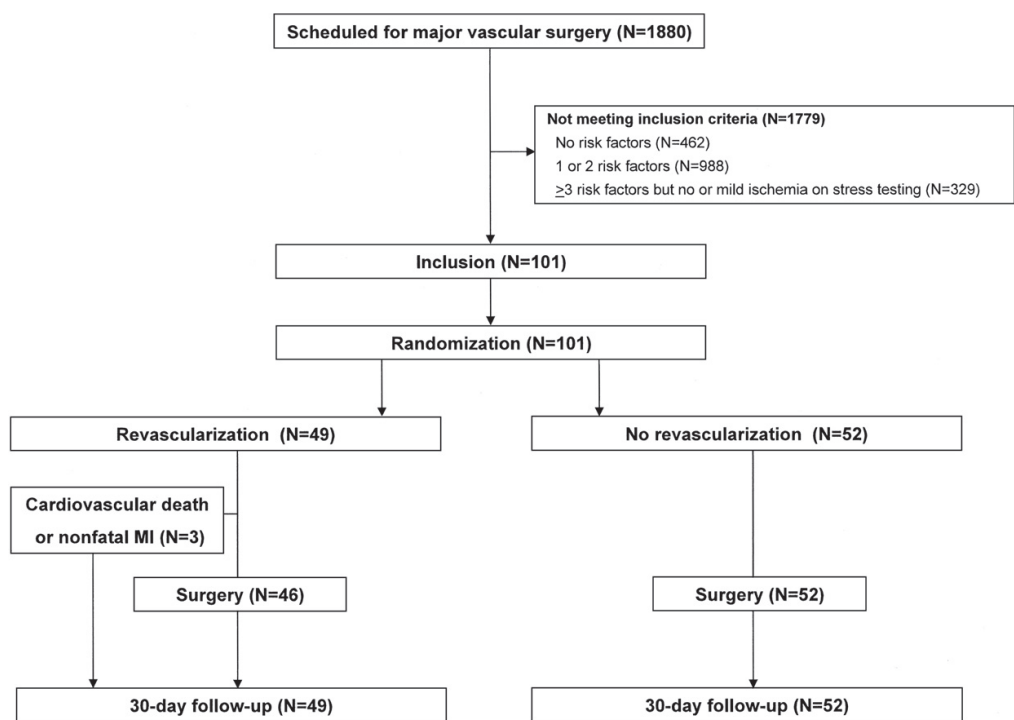 Scheduled for major vascular surgery (N=1880)
Not meeting inclusion criteria (N=1779)
No risk factors (N=462)
1 or 2 risk factors (N=988)
≥3 risk factors but no or mild ischemia on stress testing (N=329)
Inclusion (N=101)
Randomization (N=101)
Revascularization (N=49)
No revascularization (N=52)
Cardiovascular death
or nonfatal MI (N=3)
Surgery (N=46)
Surgery (N=52)
30-day follow-up (N=49)
30-day follow-up (N=52)